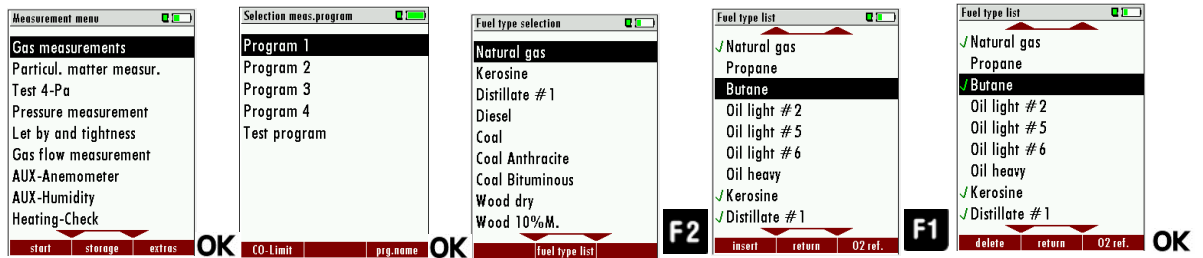 Measurement menu
Gas measurements
Particul. matter measur.
Test 4-Pa
Pressure measurement
Let by and tightness
Gas flow measurement
AUX-Anemometer
AUX-Humidity
Heating-Check
start storage extras
OK
Selection meas.program
Program 1
Program 2
Program 3
Program 4
Test program
CO-Limit prg.name
OK
Fuel type selection
Natural gas
Kerosine
Distillate #1
Diesel
Coal
Coal Anthracite
Coal Bituminous
Wood dry
Wood 10%M.
fuel type list
F2
Fuel type list
Natural gas
Propane
Butane
Oil light #2
Oil light #5
Oil light #6
Oil heavy
Kerosine
Distillate #1
insert return O2 ref.
F1
Fuel type list
Natural gas
Propane
Butane
Oil light #2
Oil light #5
Oil light #6
Oil heavy
Kerosine
Distillate #1
delete return O2 ref.
OK